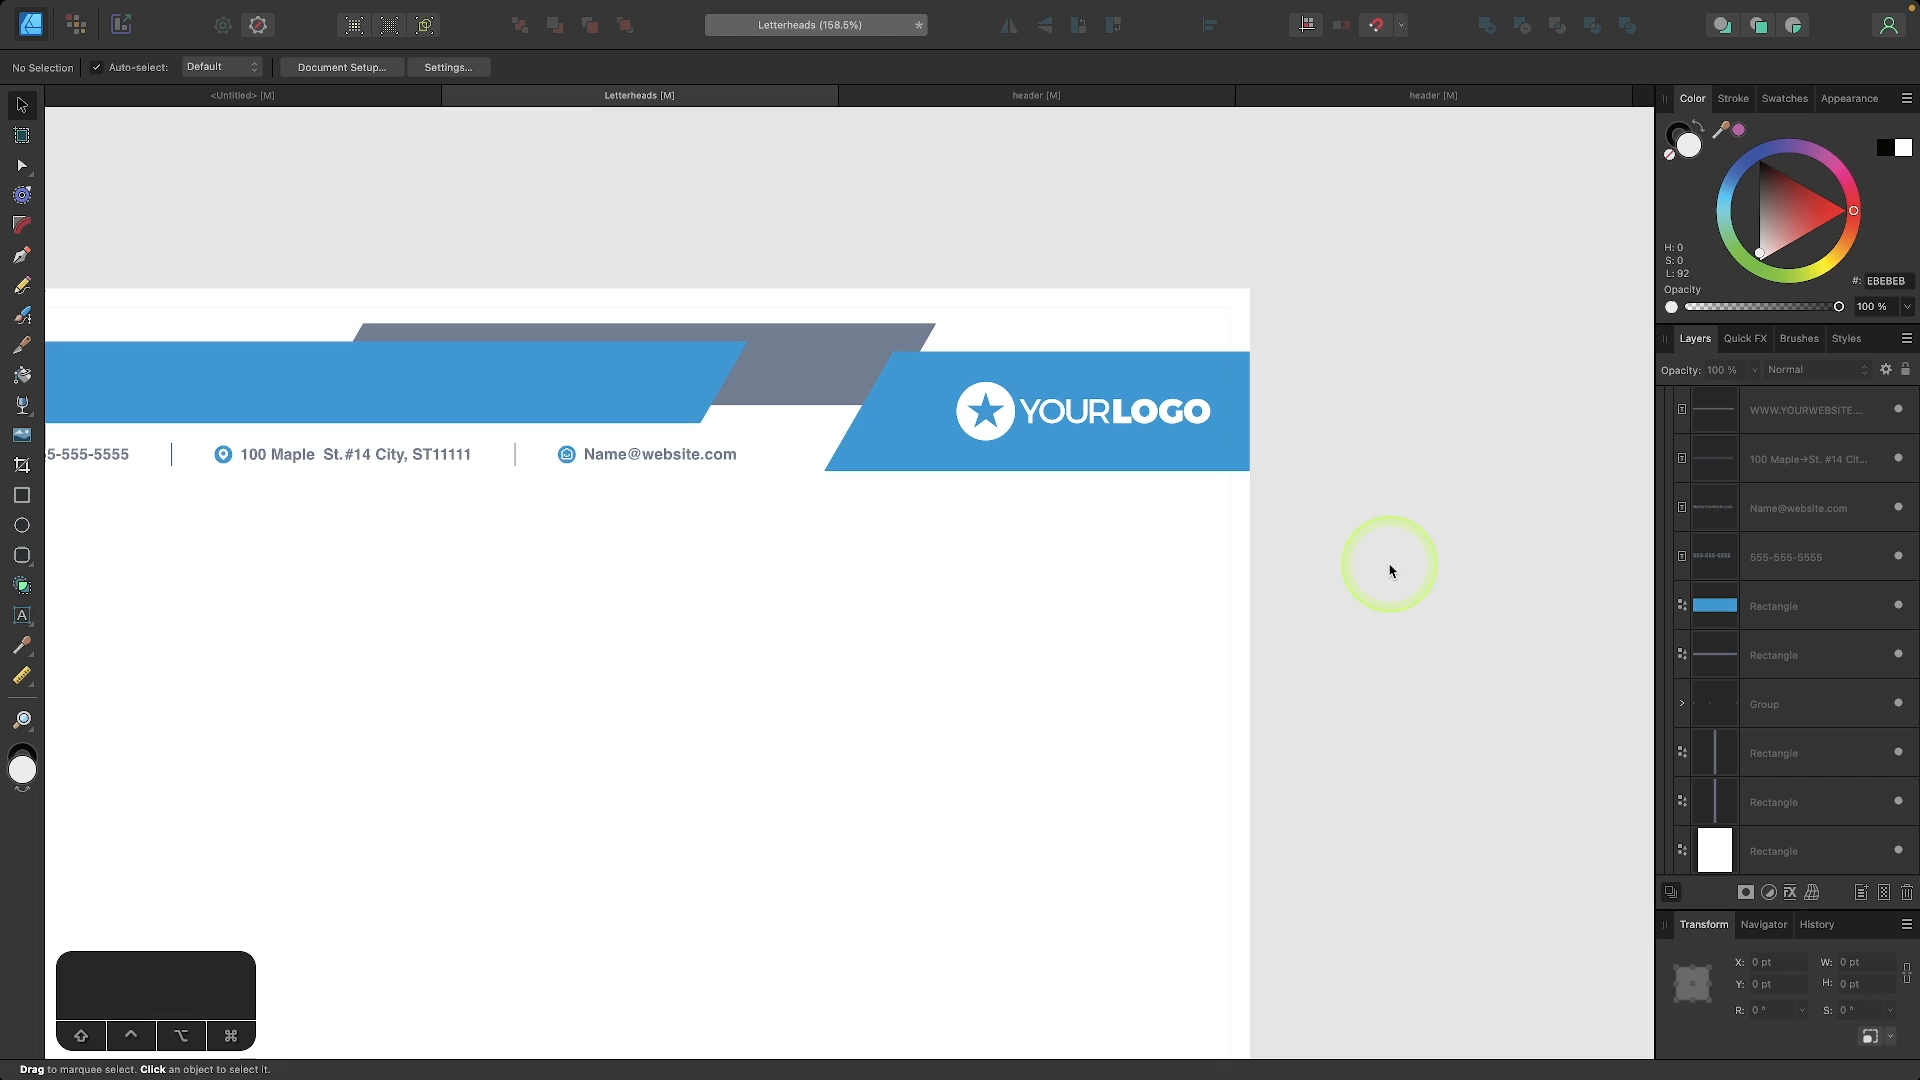 Letterheads (158.5%) *
No Selection Auto-select: Default Document Setup... Settings...
<Untitled> [M] Letterheads [M] header [M] header [M]
Color Stroke Swatches Appearance
H: 0
S: 0
L: 92
#: EBEBEB
Opacity
100 %
Layers Quick FX Brushes Styles
Opacity: 100 % Normal
WWW.YOURWEBSITE....
100 Maple→St. #14 Cit...
Name@website.com
555-555-5555
Rectangle
Rectangle
Group
Rectangle
Rectangle
Rectangle
Transform Navigator History
X: 0 pt W: 0 pt
Y: 0 pt H: 0 pt
R: 0 ° S: 0 °
YOURLOGO
5-555-5555 100 Maple St.#14 City, ST11111 Name@website.com
Drag to marquee select. Click an object to select it.